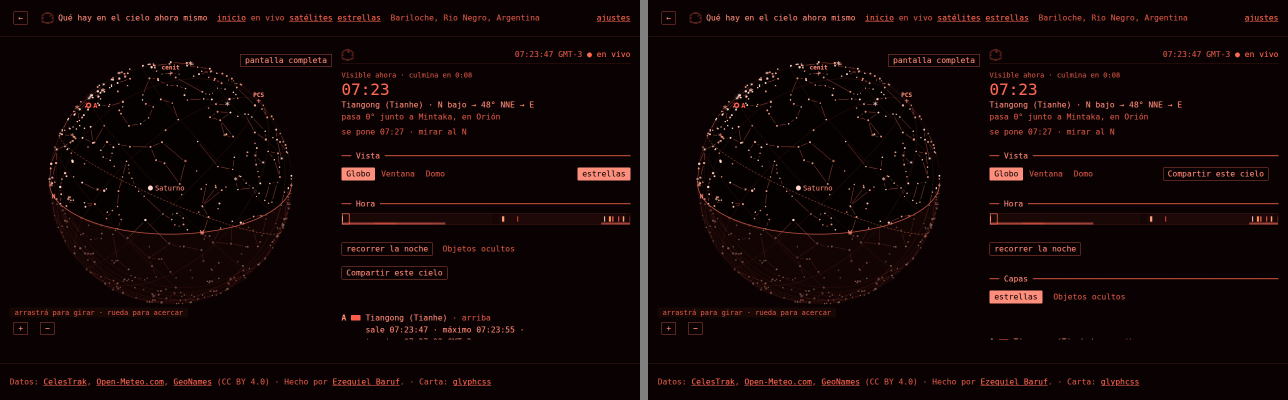 ← Qué hay en el cielo ahora mismo inicio en vivo satélites estrellas Bariloche, Río Negro, Argentina ajustes
pantalla completa
cenit
PCS
A
Saturno
N
W
arrastrá para girar · rueda para acercar
+ −
07:23:47 GMT-3 ● en vivo
Visible ahora · culmina en 0:08
07:23
Tiangong (Tianhe) · N bajo → 48° NNE → E
pasa 0° junto a Mintaka, en Orión
se pone 07:27 · mirar al N
Vista
Globo Ventana Domo estrellas
Hora
recorrer la noche Objetos ocultos
Compartir este cielo
A Tiangong (Tianhe) · arriba
sale 07:23:47 · máximo 07:23:55 ·
Datos: CelesTrak, Open-Meteo.com, GeoNames (CC BY 4.0) · Hecho por Ezequiel Baruf. · Carta: glyphcss
← Qué hay en el cielo ahora mismo inicio en vivo satélites estrellas Bariloche, Río Negro, Argentina ajustes
pantalla completa
cenit
PCS
A
Saturno
N
W
arrastrá para girar · rueda para acercar
+ −
07:23:47 GMT-3 ● en vivo
Visible ahora · culmina en 0:08
07:23
Tiangong (Tianhe) · N bajo → 48° NNE → E
pasa 0° junto a Mintaka, en Orión
se pone 07:27 · mirar al N
Vista
Globo Ventana Domo Compartir este cielo
Hora
recorrer la noche
Capas
estrellas Objetos ocultos
Datos: CelesTrak, Open-Meteo.com, GeoNames (CC BY 4.0) · Hecho por Ezequiel Baruf. · Carta: glyphcss